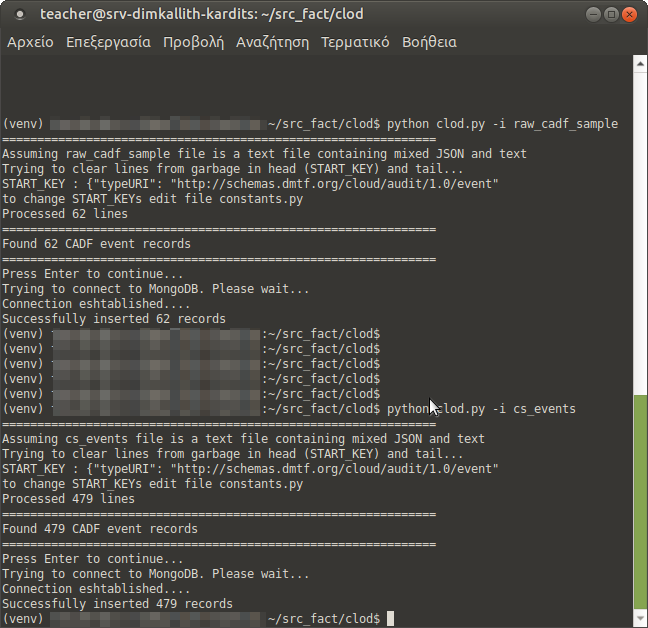 teacher@srv-dimkallith-kardits: ~/src_fact/clod
Αρχείο Επεξεργασία Προβολή Αναζήτηση Τερματικό Βοήθεια
(venv) ~/src_fact/clod$ python clod.py -i raw_cadf_sample
==============================================================
Assuming raw_cadf_sample file is a text file containing mixed JSON and text
Trying to clear lines from garbage in head (START_KEY) and tail...
START_KEY : {"typeURI": "http://schemas.dmtf.org/cloud/audit/1.0/event"
to change START_KEYs edit file constants.py
Processed 62 lines
==============================================================
Found 62 CADF event records
==============================================================
Press Enter to continue...
Trying to connect to MongoDB. Please wait...
Connection eshtablished....
Successfully inserted 62 records
(venv) :~/src_fact/clod$
(venv) :~/src_fact/clod$
(venv) :~/src_fact/clod$
(venv) :~/src_fact/clod$
(venv) :~/src_fact/clod$
(venv) :~/src_fact/clod$ python clod.py -i cs_events
==============================================================
Assuming cs_events file is a text file containing mixed JSON and text
Trying to clear lines from garbage in head (START_KEY) and tail...
START_KEY : {"typeURI": "http://schemas.dmtf.org/cloud/audit/1.0/event"
to change START_KEYs edit file constants.py
Processed 479 lines
==============================================================
Found 479 CADF event records
==============================================================
Press Enter to continue...
Trying to connect to MongoDB. Please wait...
Connection eshtablished....
Successfully inserted 479 records
(venv) ~/src_fact/clod$